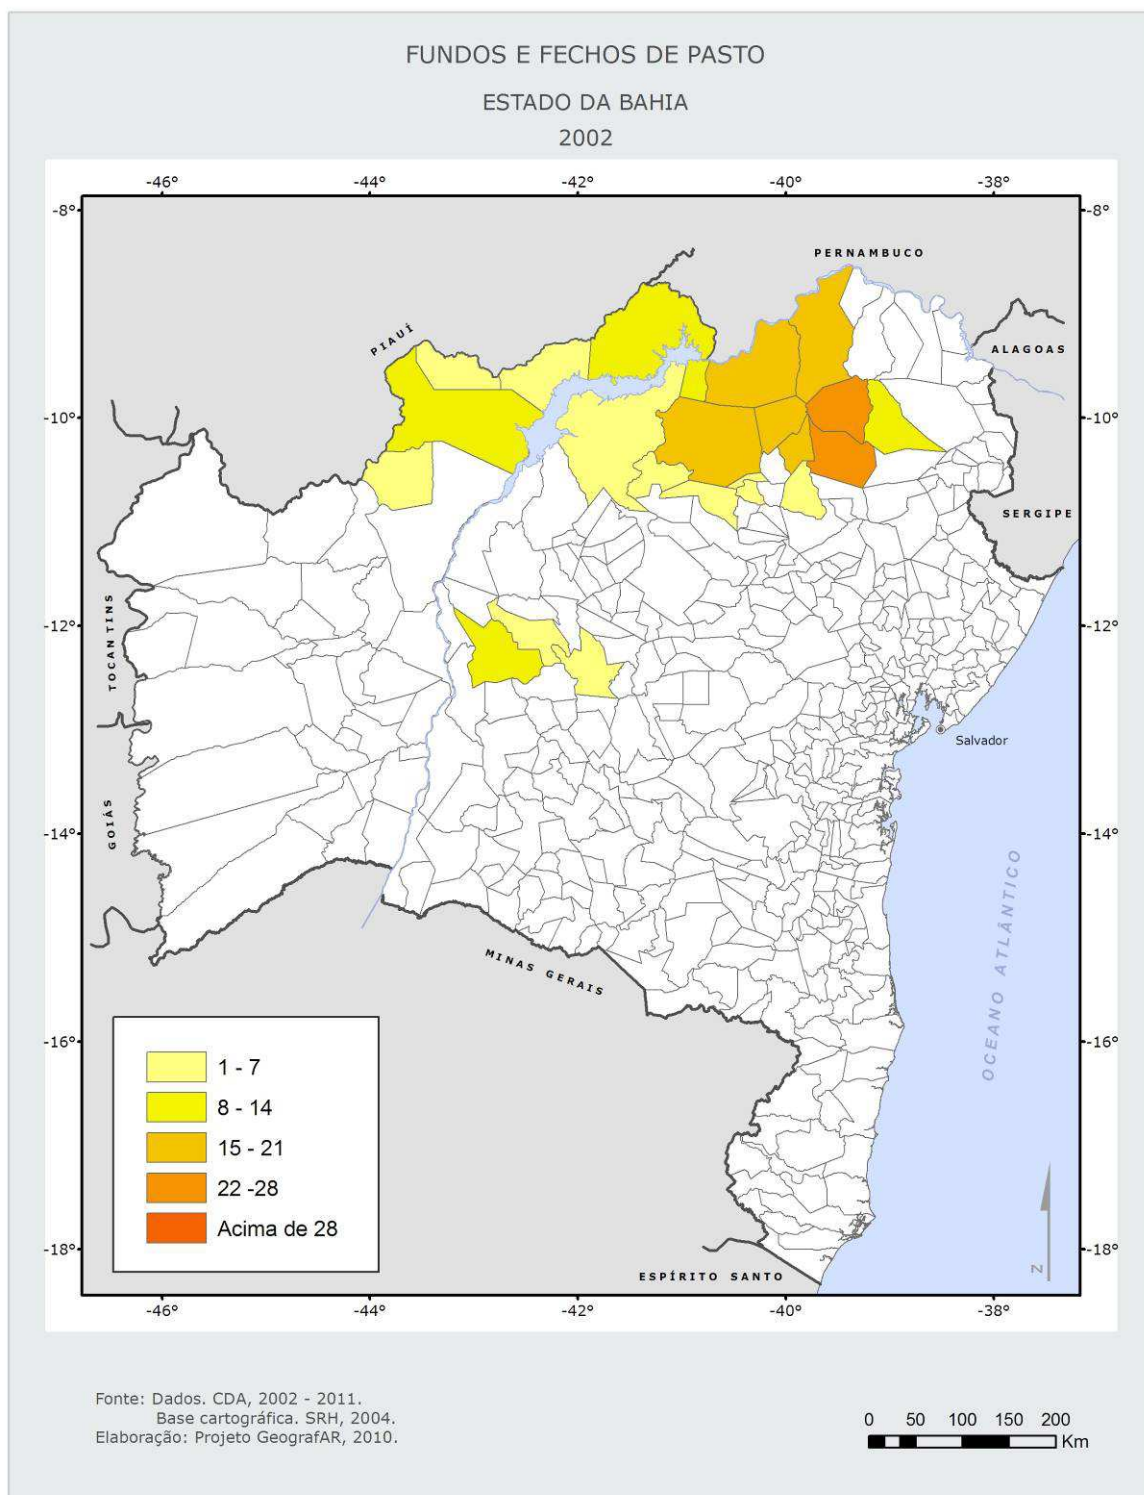 FUNDOS E FECHOS DE PASTO
ESTADO DA BAHIA
2002
-46° -44° -42° -40° -38°
-8° -8°
PERNAMBUCO
PIAUÍ
ALAGOAS
-10° -10°
SERGIPE
TOCANTINS
-12° -12°
Salvador
GOIÁS
-14° -14°
OCEANO ATLÂNTICO
MINAS GERAIS
-16° -16°
1 - 7
8 - 14
15 - 21
22 -28
Acima de 28
-18° -18°
N
ESPÍRITO SANTO
-46° -44° -42° -40° -38°
Fonte: Dados. CDA, 2002 - 2011.
Base cartográfica. SRH, 2004.
Elaboração: Projeto GeografAR, 2010.
0 50 100 150 200
Km